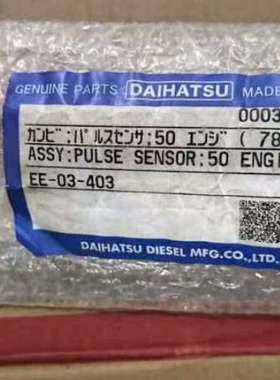 GENUINE PARTS DAIHATSU MADE
0003
カンビ:パルスセンサ;50 エンジ ( 78
ASSY:PULSE SENSOR:50 ENGI
EE-03-403
DAIHATSU DIESEL MFG.CO.,LTD.